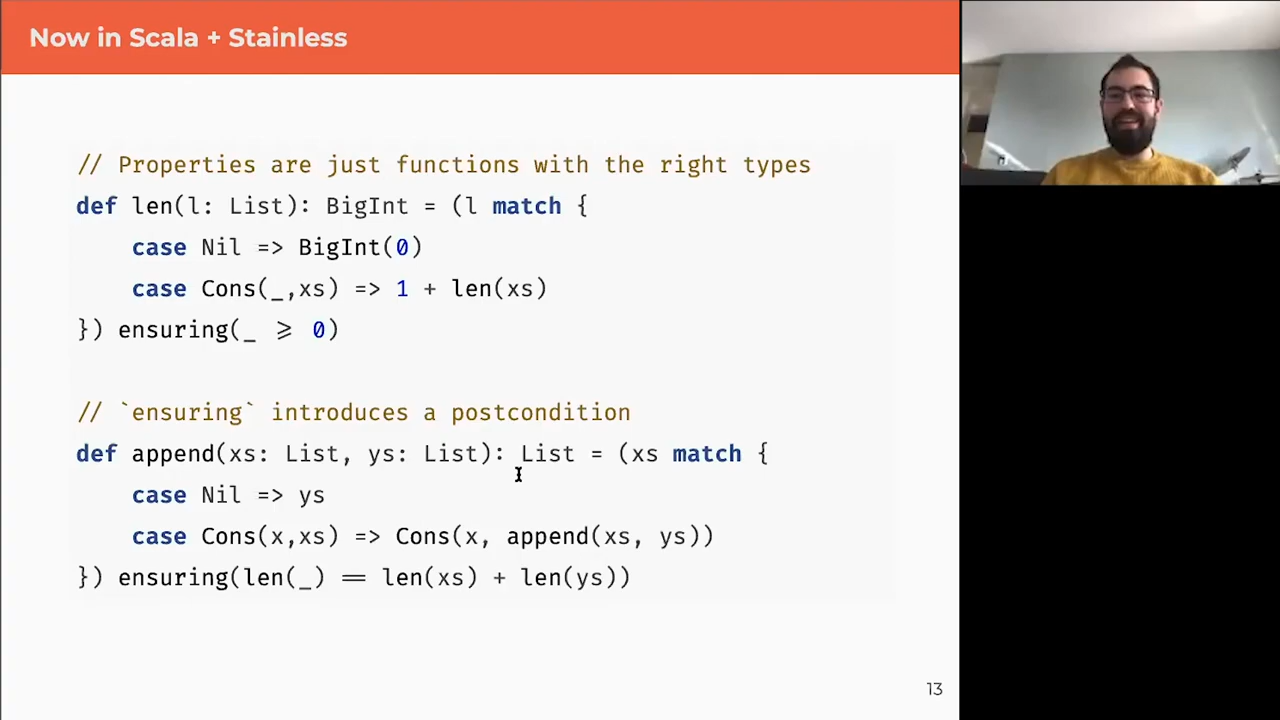 Now in Scala + Stainless
// Properties are just functions with the right types
def len(l: List): BigInt = (l match {
case Nil => BigInt(0)
case Cons(_,xs) => 1 + len(xs)
}) ensuring(_ ⩾ 0)
// `ensuring` introduces a postcondition
def append(xs: List, ys: List): List = (xs match {
case Nil => ys
case Cons(x,xs) => Cons(x, append(xs, ys))
}) ensuring(len(_) == len(xs) + len(ys))
13